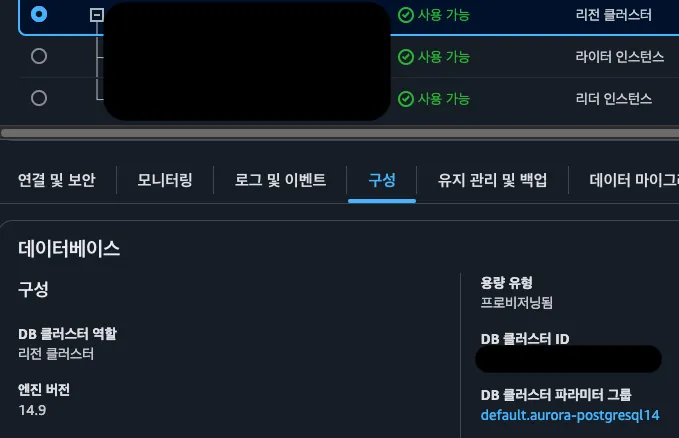 사용 가능
리전 클러스터
사용 가능
라이터 인스턴스
사용 가능
리더 인스턴스
연결 및 보안
모니터링
로그 및 이벤트
구성
유지 관리 및 백업
데이터 마이그
데이터베이스
구성
DB 클러스터 역할
리전 클러스터
엔진 버전
14.9
용량 유형
프로비저닝됨
DB 클러스터 ID
DB 클러스터 파라미터 그룹
default.aurora-postgresql14